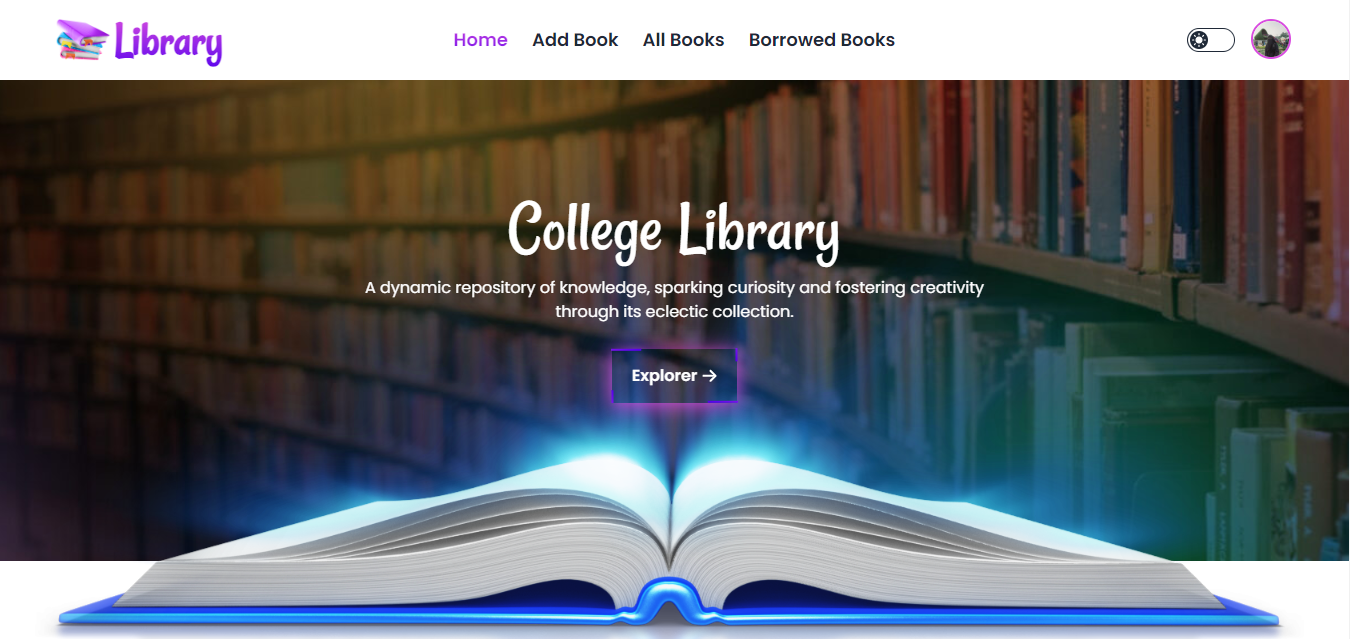 Library
Home
Add Book
All Books
Borrowed Books
College Library
A dynamic repository of knowledge, sparking curiosity and fostering creativity
through its eclectic collection.
Explorer →